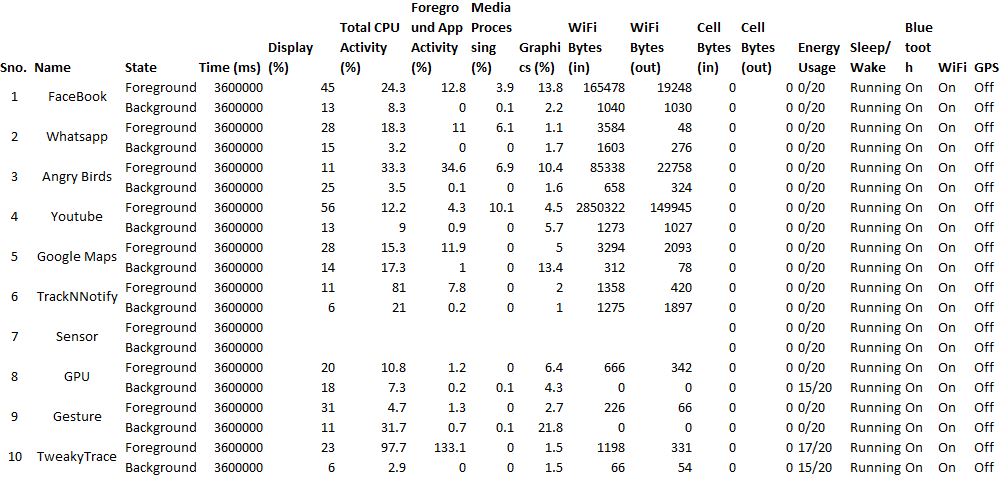 Foregro Media
Total CPU und App Proces WiFi WiFi Cell Cell Blue
Display Activity Activity sing Graphi Bytes Bytes Bytes Bytes Energy Sleep/ toot
Sno. Name State Time (ms) (%) (%) (%) (%) cs (%) (in) (out) (in) (out) Usage Wake h WiFi GPS
1 FaceBook Foreground 3600000 45 24.3 12.8 3.9 13.8 165478 19248 0 0 0/20 Running On On Off
Background 3600000 13 8.3 0 0.1 2.2 1040 1030 0 0 0/20 Running On On Off
2 Whatsapp Foreground 3600000 28 18.3 11 6.1 1.1 3584 48 0 0 0/20 Running On On Off
Background 3600000 15 3.2 0 0 1.7 1603 276 0 0 0/20 Running On On Off
3 Angry Birds Foreground 3600000 11 33.3 34.6 6.9 10.4 85338 22758 0 0 0/20 Running On On Off
Background 3600000 25 3.5 0.1 0 1.6 658 324 0 0 0/20 Running On On Off
4 Youtube Foreground 3600000 56 12.2 4.3 10.1 4.5 2850322 149945 0 0 0/20 Running On On Off
Background 3600000 13 9 0.9 0 5.7 1273 1027 0 0 0/20 Running On On Off
5 Google Maps Foreground 3600000 28 15.3 11.9 0 5 3294 2093 0 0 0/20 Running On On Off
Background 3600000 14 17.3 1 0 13.4 312 78 0 0 0/20 Running On On Off
6 TrackNNotify Foreground 3600000 11 81 7.8 0 2 1358 420 0 0 0/20 Running On On Off
Background 3600000 6 21 0.2 0 1 1275 1897 0 0 0/20 Running On On Off
7 Sensor Foreground 3600000 0 0 0/20 Running On On Off
Background 3600000 0 0 0/20 Running On On Off
8 GPU Foreground 3600000 20 10.8 1.2 0 6.4 666 342 0 0 0/20 Running On On Off
Background 3600000 18 7.3 0.2 0.1 4.3 0 0 0 0 15/20 Running On On Off
9 Gesture Foreground 3600000 31 4.7 1.3 0 2.7 226 66 0 0 0/20 Running On On Off
Background 3600000 11 31.7 0.7 0.1 21.8 0 0 0 0 0/20 Running On On Off
10 TweakyTrace Foreground 3600000 23 97.7 133.1 0 1.5 1198 331 0 0 17/20 Running On On Off
Background 3600000 6 2.9 0 0 1.5 66 54 0 0 15/20 Running On On Off